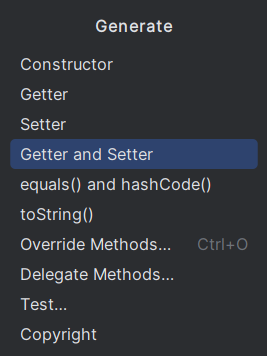 Generate
Constructor
Getter
Setter
Getter and Setter
equals() and hashCode()
toString()
Override Methods... Ctrl+O
Delegate Methods...
Test...
Copyright